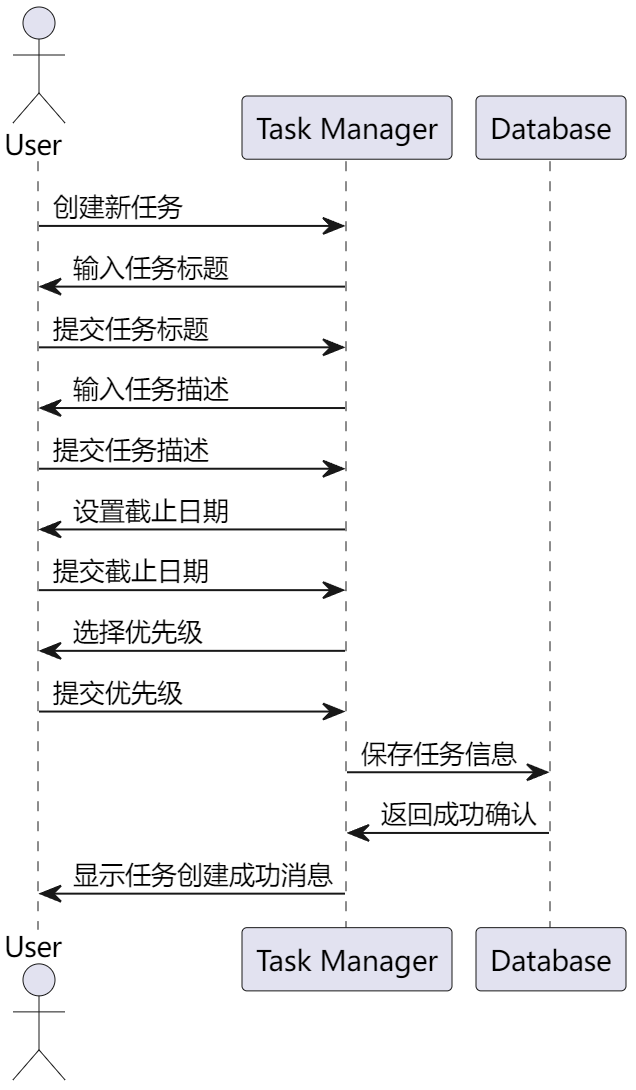 User
Task Manager
Database
创建新任务
输入任务标题
提交任务标题
输入任务描述
提交任务描述
设置截止日期
提交截止日期
选择优先级
提交优先级
保存任务信息
返回成功确认
显示任务创建成功消息
User
Task Manager
Database